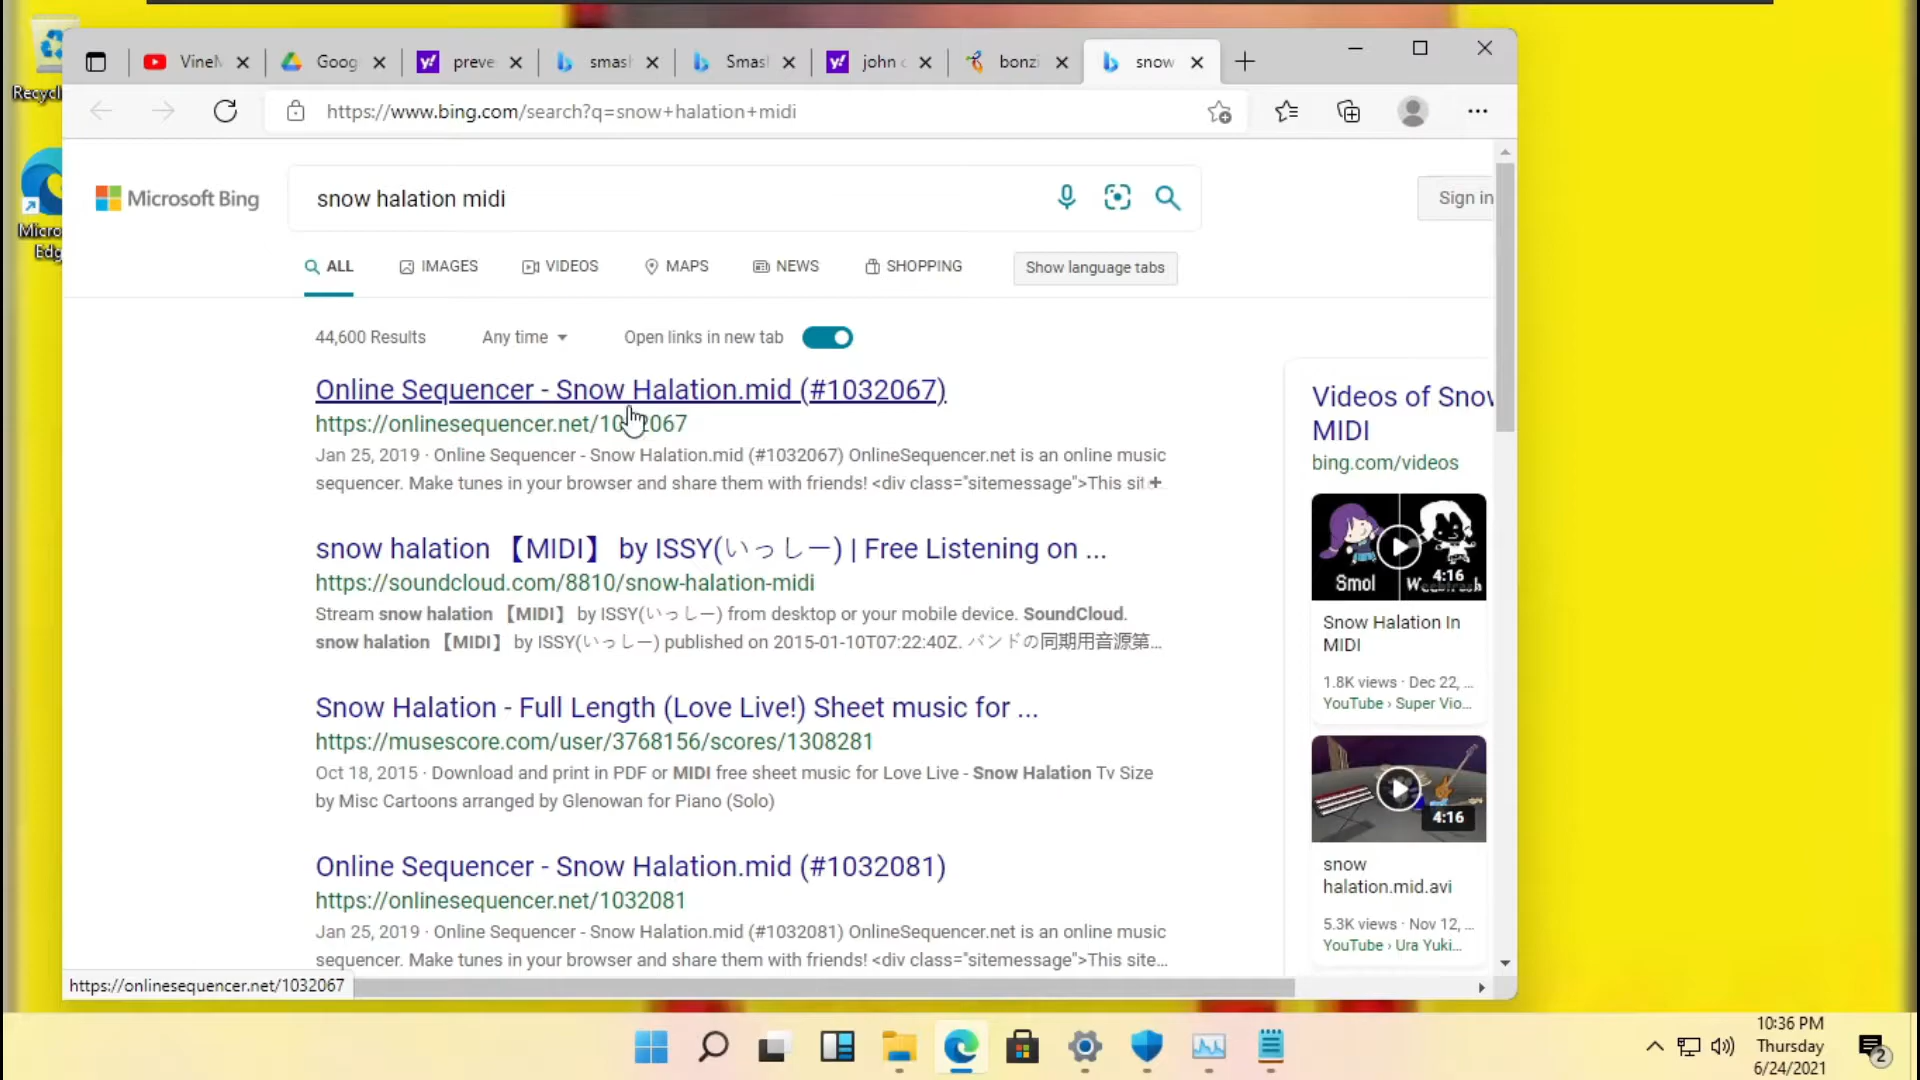 Recycl
Micro
Edg
VineM
Goog
preve
smash
Smash
john c
bonzi
snow
https://www.bing.com/search?q=snow+halation+midi
Microsoft Bing
snow halation midi
Sign in
ALL
IMAGES
VIDEOS
MAPS
NEWS
SHOPPING
Show language tabs
44,600 Results
Any time
Open links in new tab
Online Sequencer - Snow Halation.mid (#1032067)
https://onlinesequencer.net/1032067
Jan 25, 2019 · Online Sequencer - Snow Halation.mid (#1032067) OnlineSequencer.net is an online music
sequencer. Make tunes in your browser and share them with friends! <div class="sitemessage">This sit +
snow halation 【MIDI】 by ISSY(いっしー) | Free Listening on ...
https://soundcloud.com/8810/snow-halation-midi
Stream snow halation 【MIDI】 by ISSY(いっしー) from desktop or your mobile device. SoundCloud.
snow halation 【MIDI】 by ISSY(いっしー) published on 2015-01-10T07:22:40Z. バンドの同期用音源第...
Snow Halation - Full Length (Love Live!) Sheet music for ...
https://musescore.com/user/3768156/scores/1308281
Oct 18, 2015 · Download and print in PDF or MIDI free sheet music for Love Live - Snow Halation Tv Size
by Misc Cartoons arranged by Glenowan for Piano (Solo)
Online Sequencer - Snow Halation.mid (#1032081)
https://onlinesequencer.net/1032081
Jan 25, 2019 · Online Sequencer - Snow Halation.mid (#1032081) OnlineSequencer.net is an online music
sequencer. Make tunes in your browser and share them with friends! <div class="sitemessage">This site...
Videos of Snow
MIDI
bing.com/videos
Smol
4:16
Snow Halation In
MIDI
1.8K views · Dec 22, ...
YouTube › Super Vio...
4:16
snow
halation.mid.avi
5.3K views · Nov 12, ...
YouTube › Ura Yuki...
https://onlinesequencer.net/1032067
10:36 PM
Thursday
6/24/2021
2